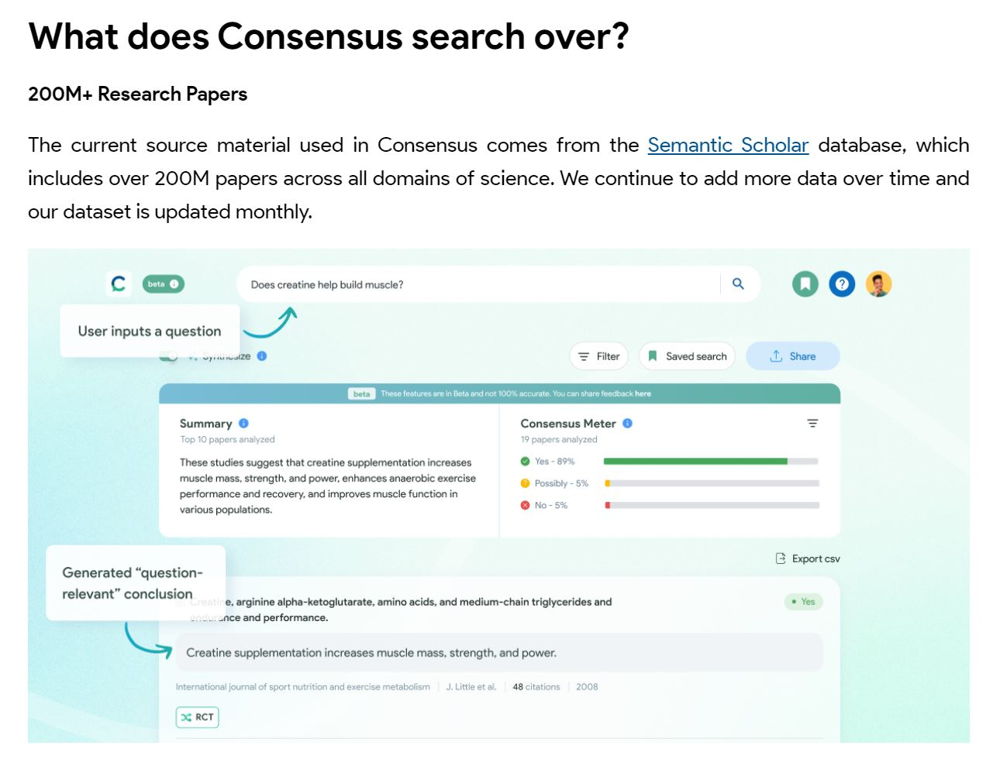 What does Consensus search over?
200M+ Research Papers
The current source material used in Consensus comes from the Semantic Scholar database, which
includes over 200M papers across all domains of science. We continue to add more data over time and
our dataset is updated monthly.
beta
Does creatine help build muscle?
User inputs a question
Synthesize
Filter
Saved search
Share
beta These features are in Beta and not 100% accurate. You can share feedback here
Summary
Top 10 papers analyzed
These studies suggest that creatine supplementation increases
muscle mass, strength, and power, enhances anaerobic exercise
performance and recovery, and improves muscle function in
various populations.
Consensus Meter
19 papers analyzed
Yes - 89%
Possibly - 5%
No - 5%
Export csv
Generated “question-
relevant” conclusion
Creatine, arginine alpha-ketoglutarate, amino acids, and medium-chain triglycerides and
endurance and performance.
Yes
Creatine supplementation increases muscle mass, strength, and power.
International journal of sport nutrition and exercise metabolism | J. Little et al. | 48 citations | 2008
RCT